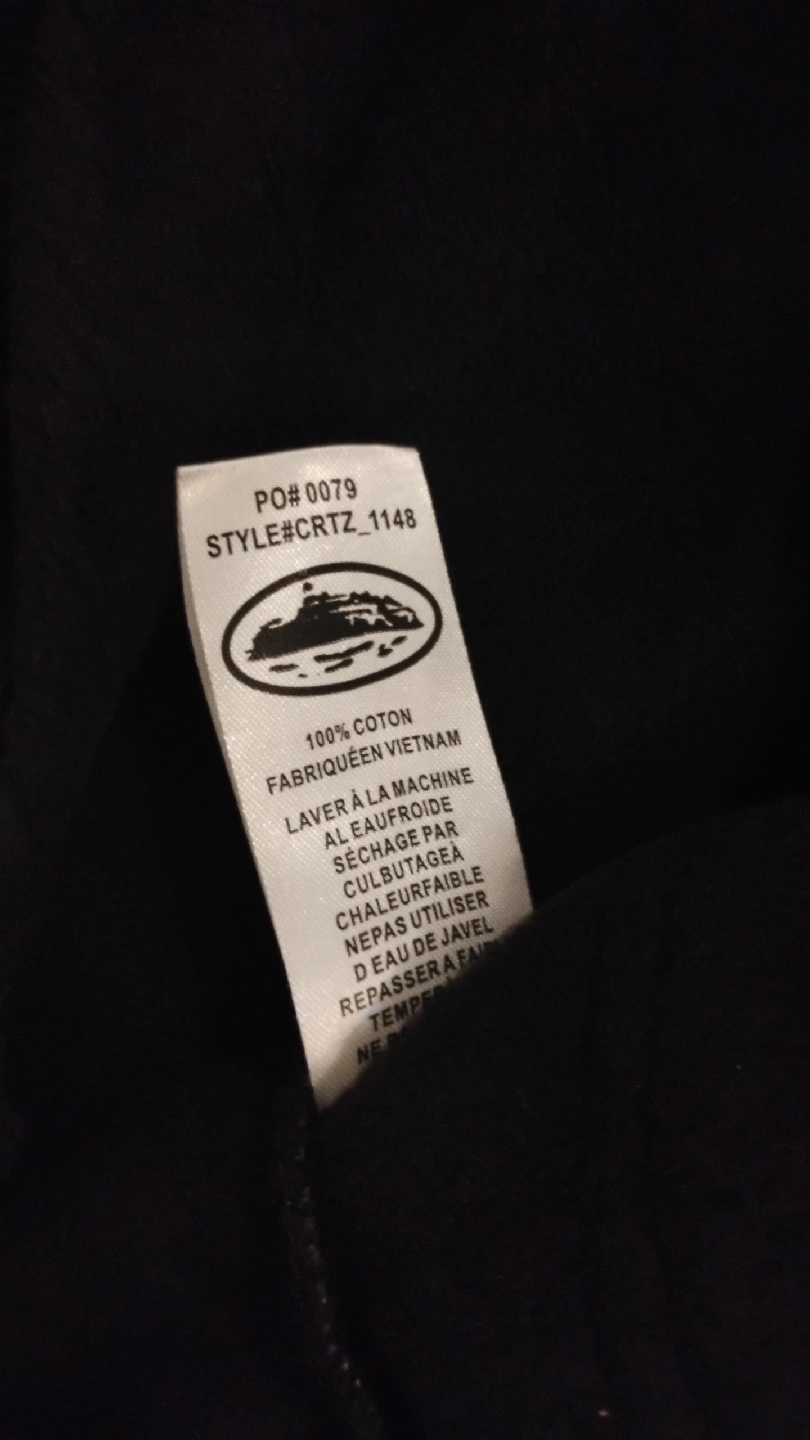 PO# 0079
STYLE#CRTZ_1148
100% COTON
FABRIQUÉEN VIETNAM
LAVER À LA MACHINE
AL EAUFROIDE
SÉCHAGE PAR
CULBUTAGEÀ
CHALEURFAIBLE
NEPAS UTILISER
D EAU DE JAVEL
REPASSER A